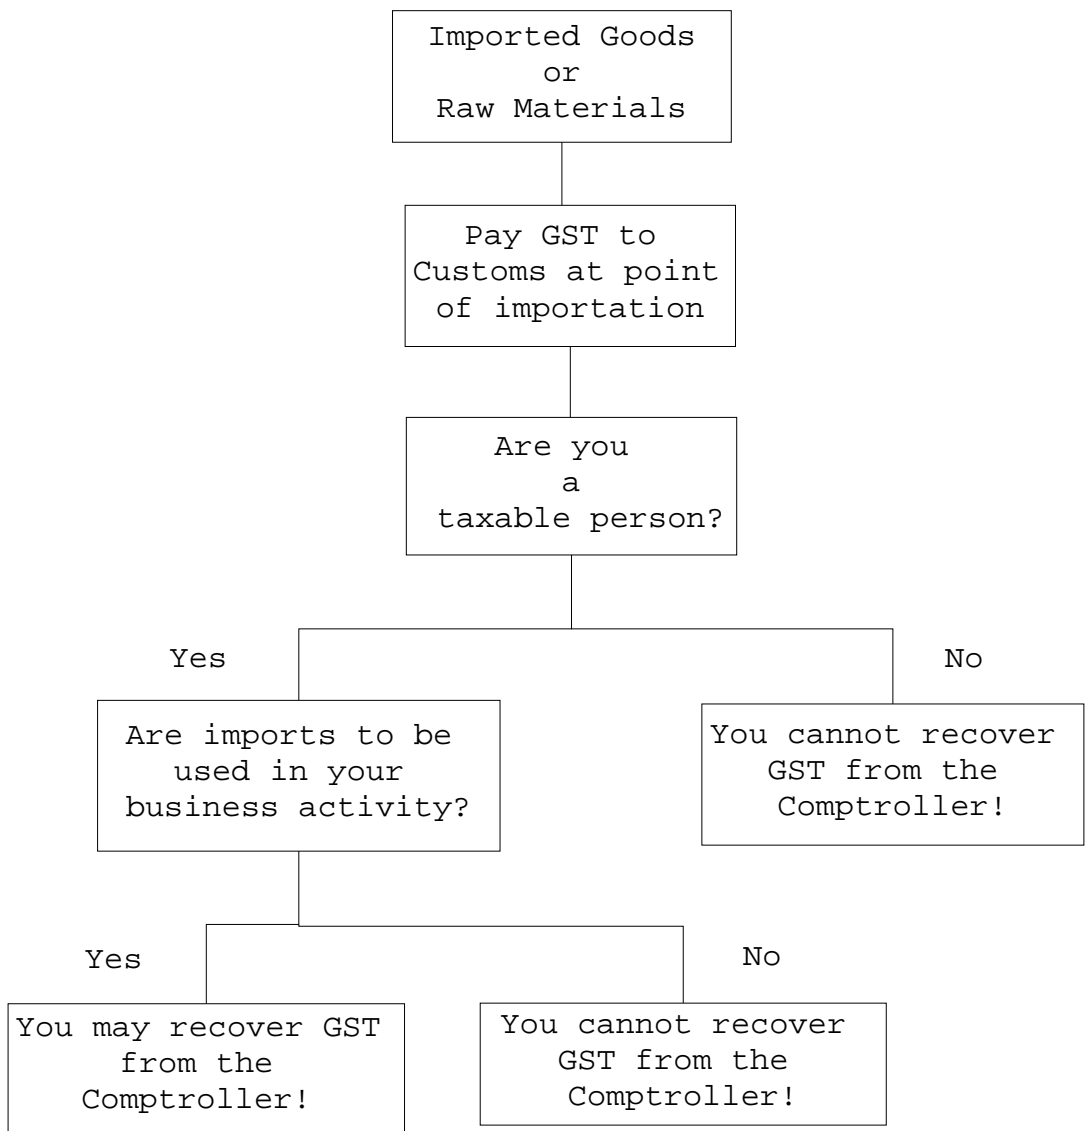 Imported Goods
or
Raw Materials
Pay GST to
Customs at point
of importation
Are you
a
taxable person?
Yes
No
Are imports to be
used in your
business activity?
You cannot recover
GST from the
Comptroller!
Yes
No
You may recover GST
from the
Comptroller!
You cannot recover
GST from the
Comptroller!